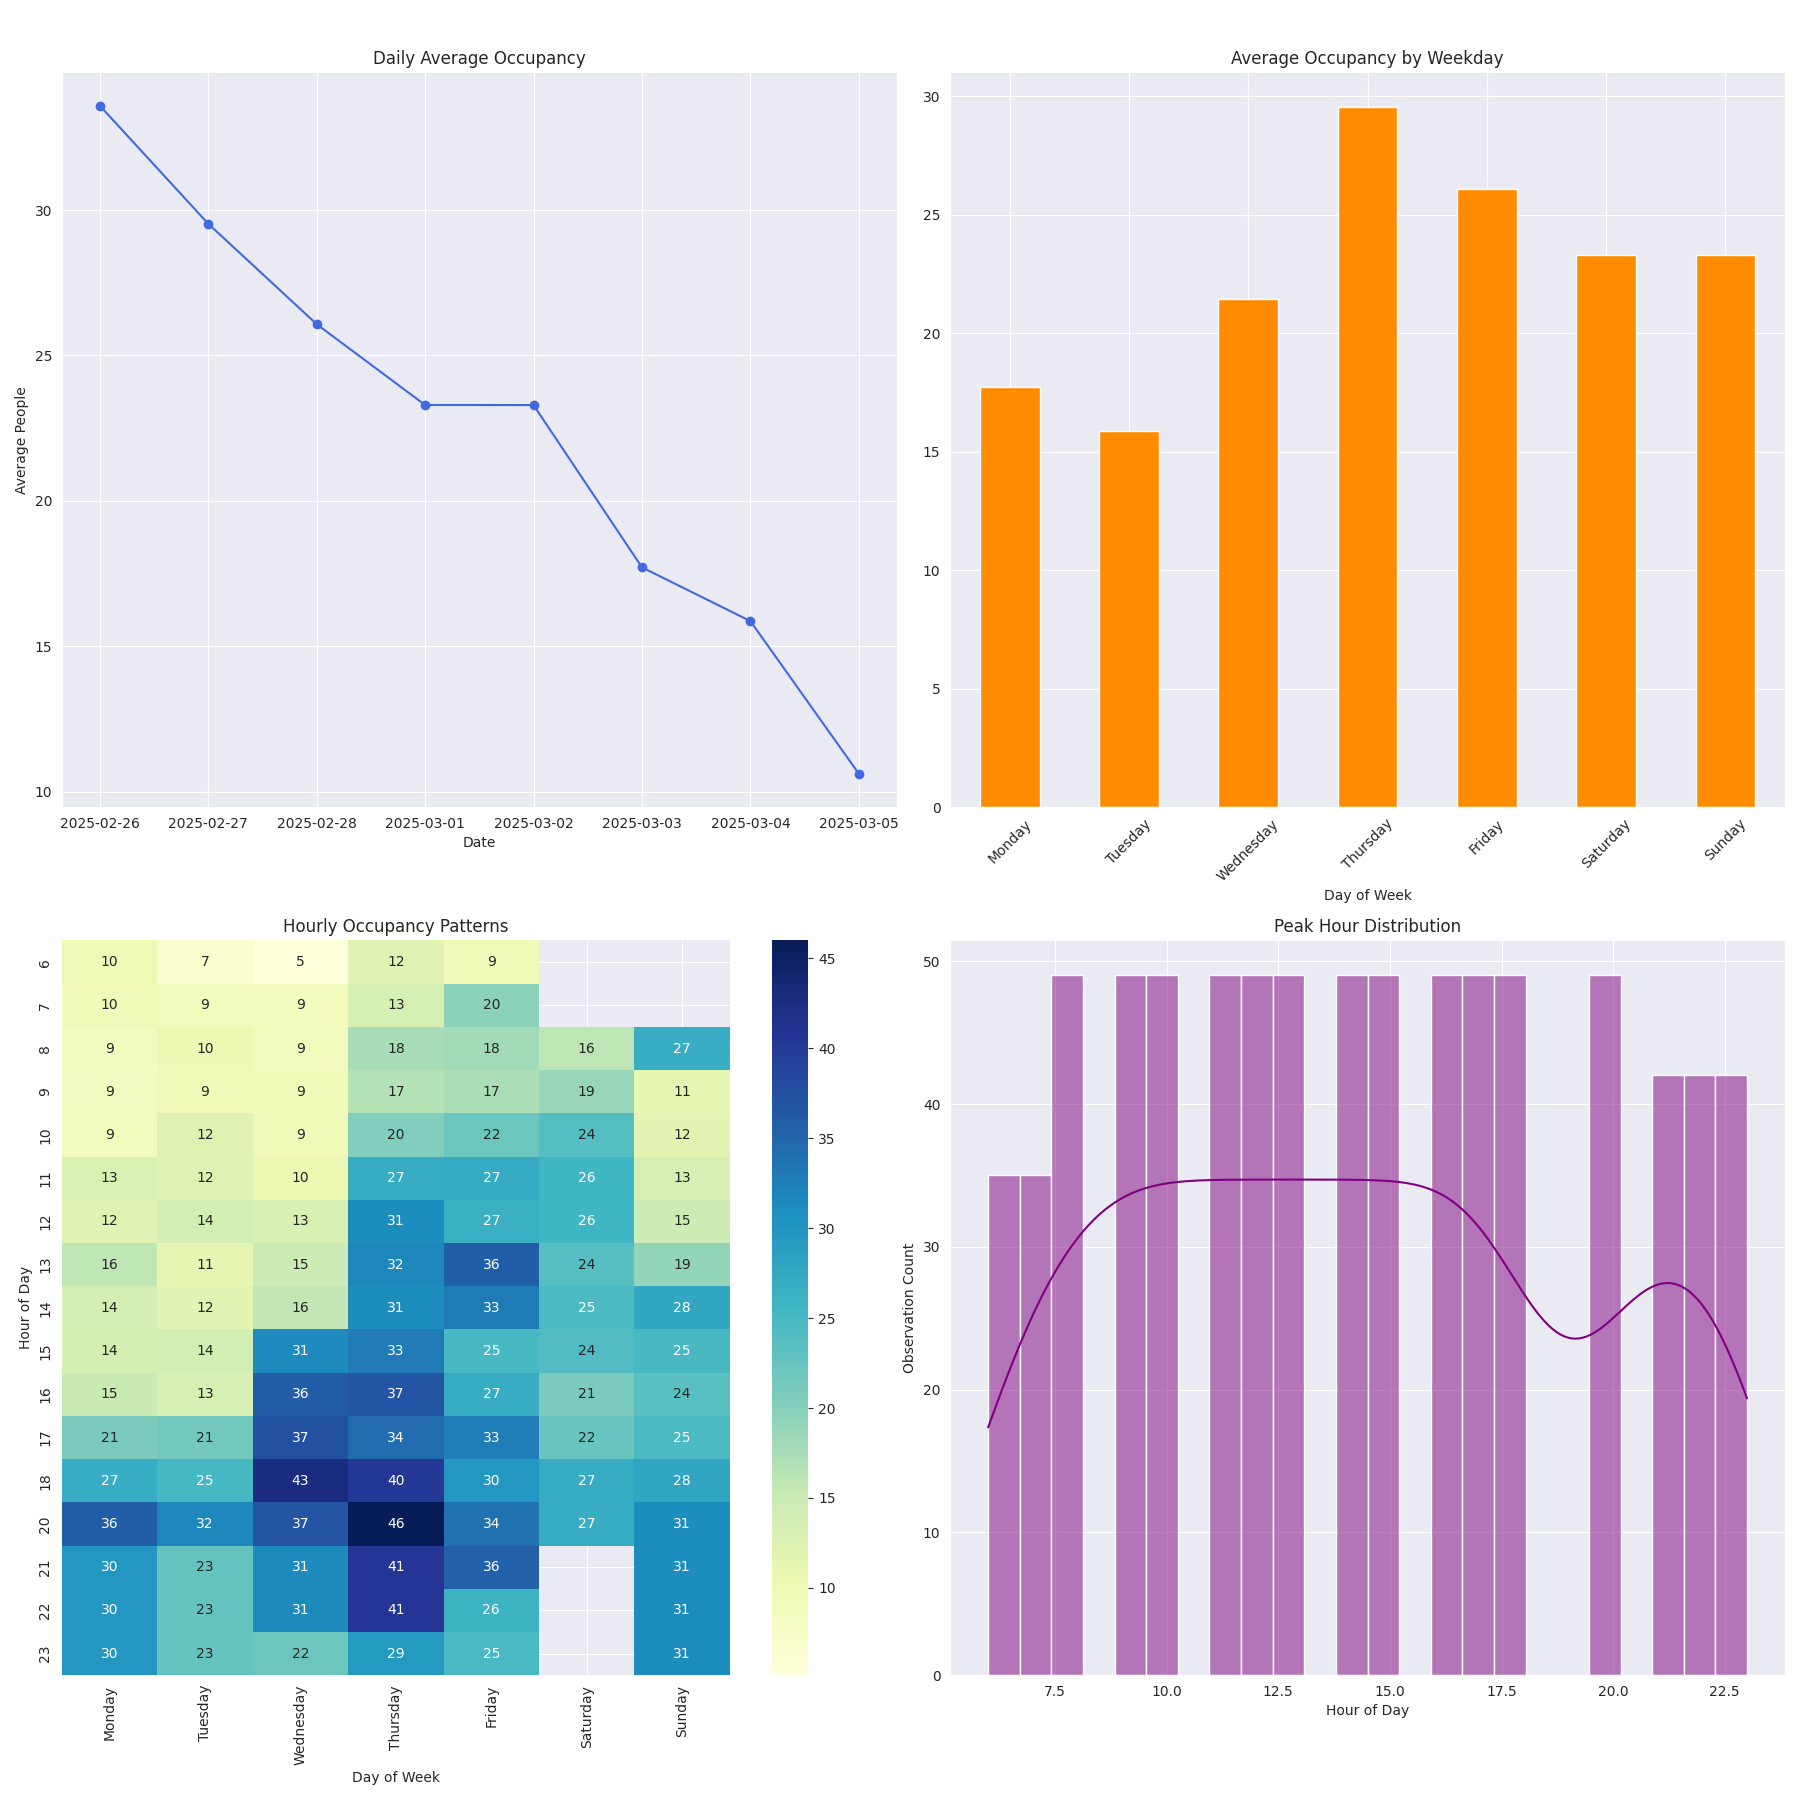 Daily Average Occupancy
Average People
30
25
20
15
10
2025-02-26 2025-02-27 2025-02-28 2025-03-01 2025-03-02 2025-03-03 2025-03-04 2025-03-05
Date
Average Occupancy by Weekday
30
25
20
15
10
5
0
Monday Tuesday Wednesday Thursday Friday Saturday Sunday
Day of Week
Hourly Occupancy Patterns
Hour of Day
6 10 7 5 12 9
7 10 9 9 13 20
8 9 10 9 18 18 16 27
9 9 9 9 17 17 19 11
10 9 12 9 20 22 24 12
11 13 12 10 27 27 26 13
12 12 14 13 31 27 26 15
13 16 11 15 32 36 24 19
14 14 12 16 31 33 25 28
15 14 14 31 33 25 24 25
16 15 13 36 37 27 21 24
17 21 21 37 34 33 22 25
18 27 25 43 40 30 27 28
20 36 32 37 46 34 27 31
21 30 23 31 41 36 31
22 30 23 31 41 26 31
23 30 23 22 29 25 31
Monday Tuesday Wednesday Thursday Friday Saturday Sunday
Day of Week
45
40
35
30
25
20
15
10
Peak Hour Distribution
Observation Count
50
40
30
20
10
0
7.5 10.0 12.5 15.0 17.5 20.0 22.5
Hour of Day